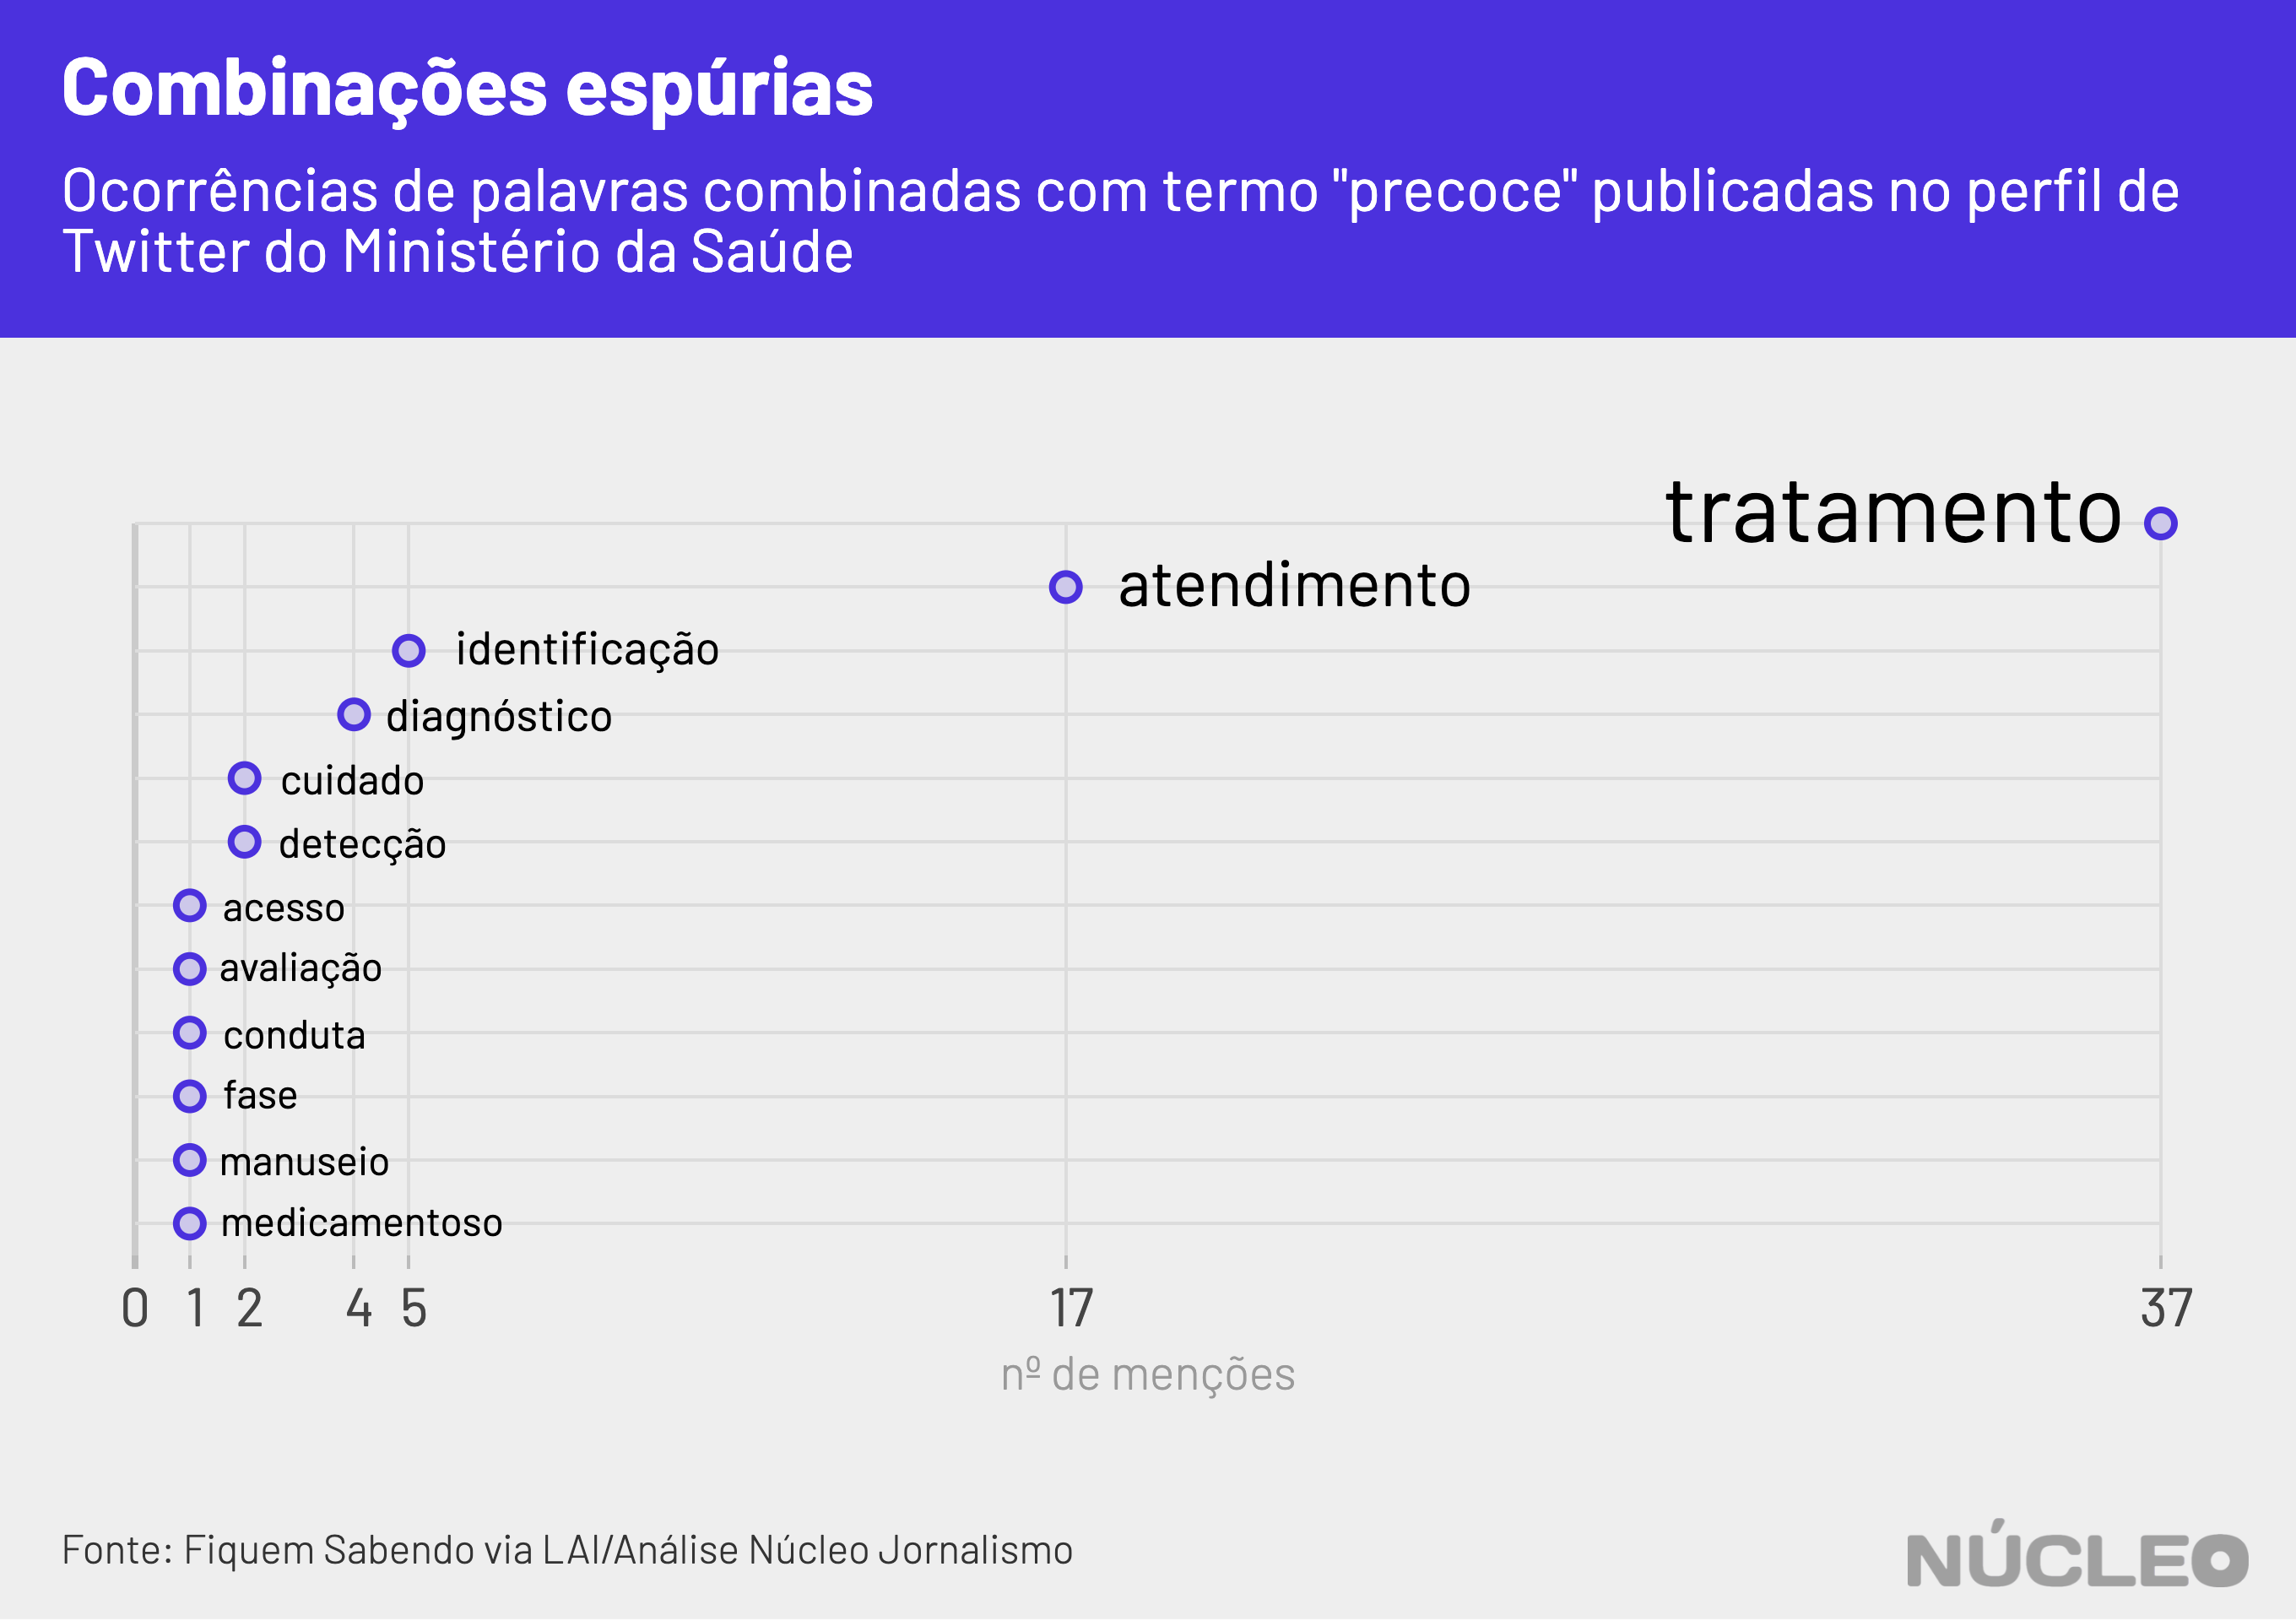 Combinações espúrias
Ocorrências de palavras combinadas com termo "precoce" publicadas no perfil de
Twitter do Ministério da Saúde
tratamento
atendimento
identificação
diagnóstico
cuidado
detecção
acesso
avaliação
conduta
fase
manuseio
medicamentoso
0 1 2 4 5 17 37
nº de menções
Fonte: Fiquem Sabendo via LAI/Análise Núcleo Jornalismo
NÚCLEO